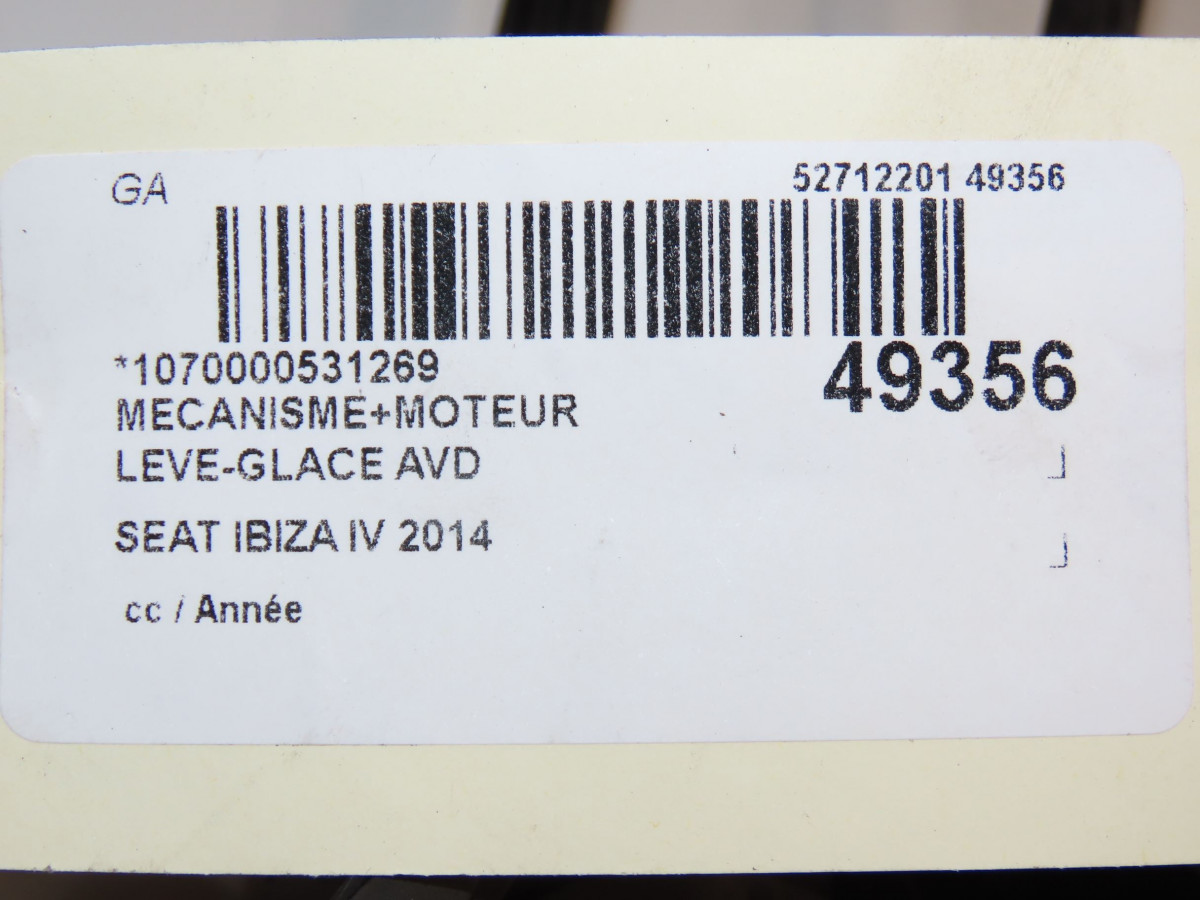 GA
52712201 49356
*1070000531269
49356
MECANISME+MOTEUR
LEVE-GLACE AVD
SEAT IBIZA IV 2014
cc / Année